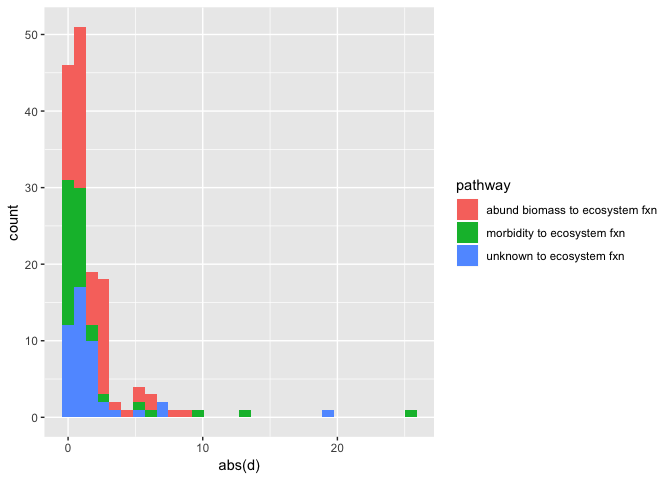 50
40
30
20
10
0
count
0
10
20
abs(d)
pathway
abund biomass to ecosystem fxn
morbidity to ecosystem fxn
unknown to ecosystem fxn